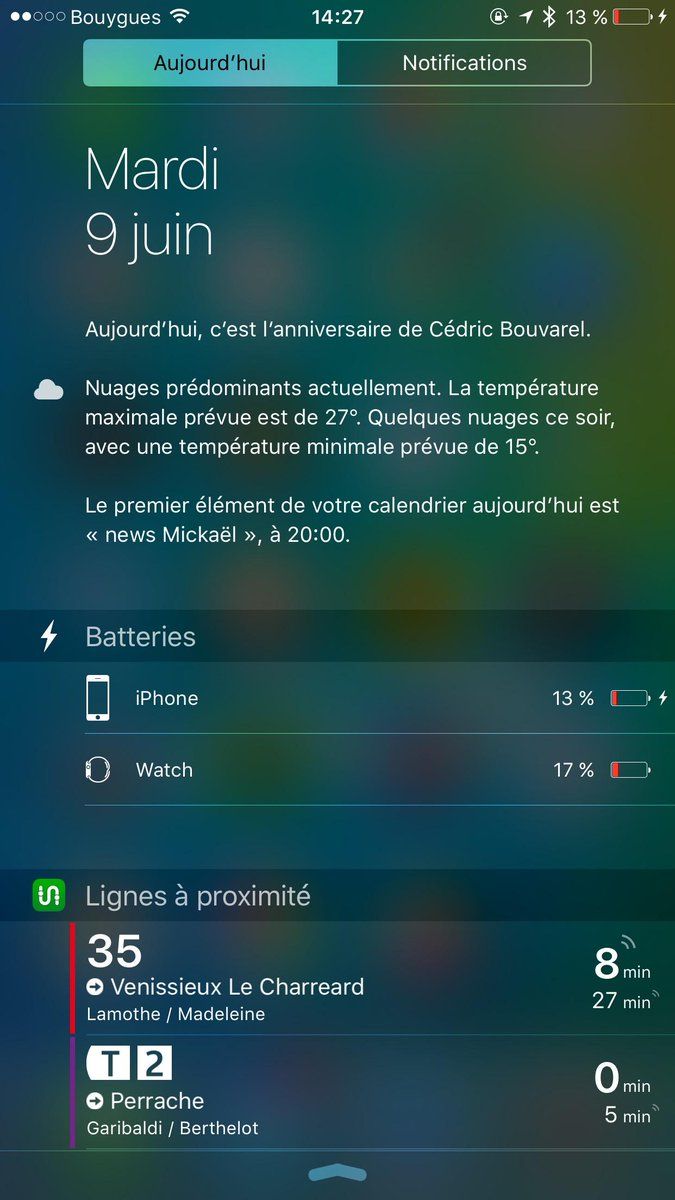 Bouygues 14:27 13 %
Aujourd’hui Notifications
Mardi
9 juin
Aujourd’hui, c’est l’anniversaire de Cédric Bouvarel.
Nuages prédominants actuellement. La température
maximale prévue est de 27°. Quelques nuages ce soir,
avec une température minimale prévue de 15°.
Le premier élément de votre calendrier aujourd’hui est
« news Mickaël », à 20:00.
Batteries
iPhone 13 %
Watch 17 %
Lignes à proximité
35 8 min
Venissieux Le Charreard
27 min
Lamothe / Madeleine
T 2 0 min
Perrache
5 min
Garibaldi / Berthelot